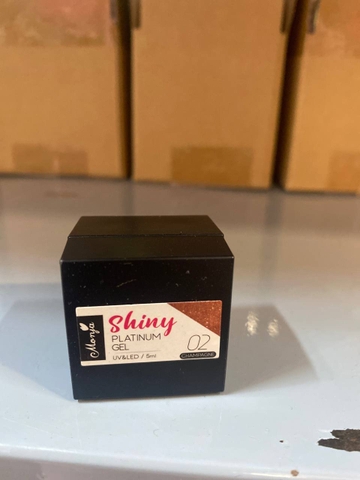 Monja
Shiny
PLATINUM
GEL
UV&LED / 5ml
02
CHAMPAGNE